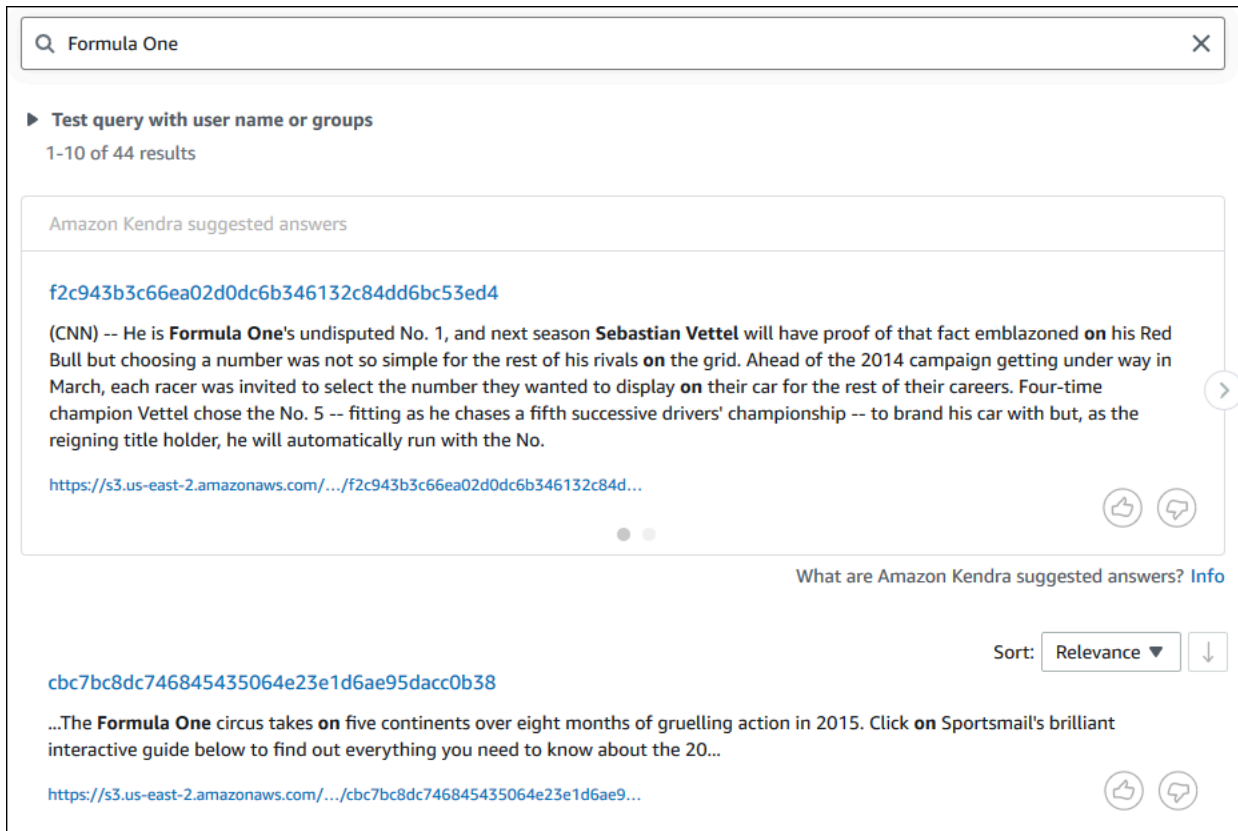 Formula One
Test query with user name or groups
1-10 of 44 results
Amazon Kendra suggested answers
f2c943b3c66ea02d0dc6b346132c84dd6bc53ed4
(CNN) -- He is Formula One's undisputed No. 1, and next season Sebastian Vettel will have proof of that fact emblazoned on his Red
Bull but choosing a number was not so simple for the rest of his rivals on the grid. Ahead of the 2014 campaign getting under way in
March, each racer was invited to select the number they wanted to display on their car for the rest of their careers. Four-time
champion Vettel chose the No. 5 -- fitting as he chases a fifth successive drivers' championship -- to brand his car with but, as the
reigning title holder, he will automatically run with the No.
https://s3.us-east-2.amazonaws.com/.../f2c943b3c66ea02d0dc6b346132c84d...
What are Amazon Kendra suggested answers? Info
Sort: Relevance
cbc7bc8dc746845435064e23e1d6ae95dacc0b38
...The Formula One circus takes on five continents over eight months of gruelling action in 2015. Click on Sportsmail's brilliant
interactive guide below to find out everything you need to know about the 20...
https://s3.us-east-2.amazonaws.com/.../cbc7bc8dc746845435064e23e1d6ae9...